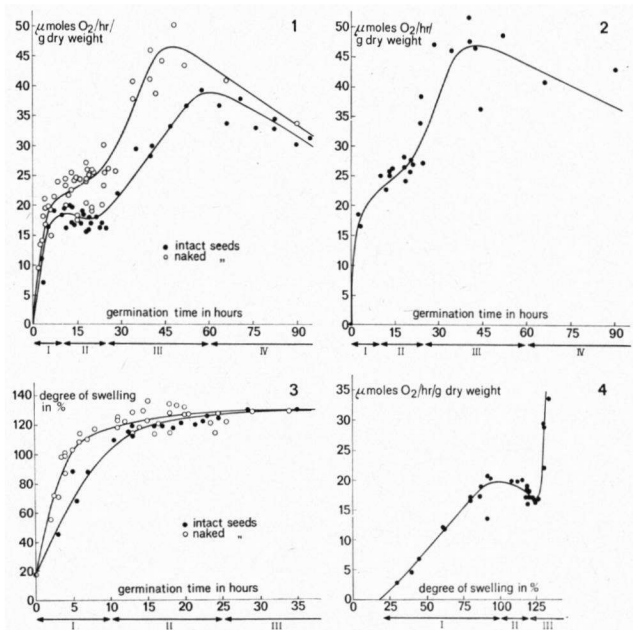 μmoles O2/hr/
g dry weight
1
50
45
40
35
30
25
20
15
10
5
0
• intact seeds
○ naked „
germination time in hours
0 15 30 45 60 75 90
I II III IV
μmoles O2/hr/
g dry weight
2
50
45
40
35
30
25
20
15
10
5
0
germination time in hours
0 15 30 45 60 75 90
I II III IV
degree of swelling
in %
3
140
120
100
80
60
40
20
• intact seeds
○ naked „
germination time in hours
0 5 10 15 20 25 30 35
I II III
μmoles O2/hr/g dry weight
4
35
30
25
20
15
10
5
0
degree of swelling in %
0 25 50 75 100 125
I II III